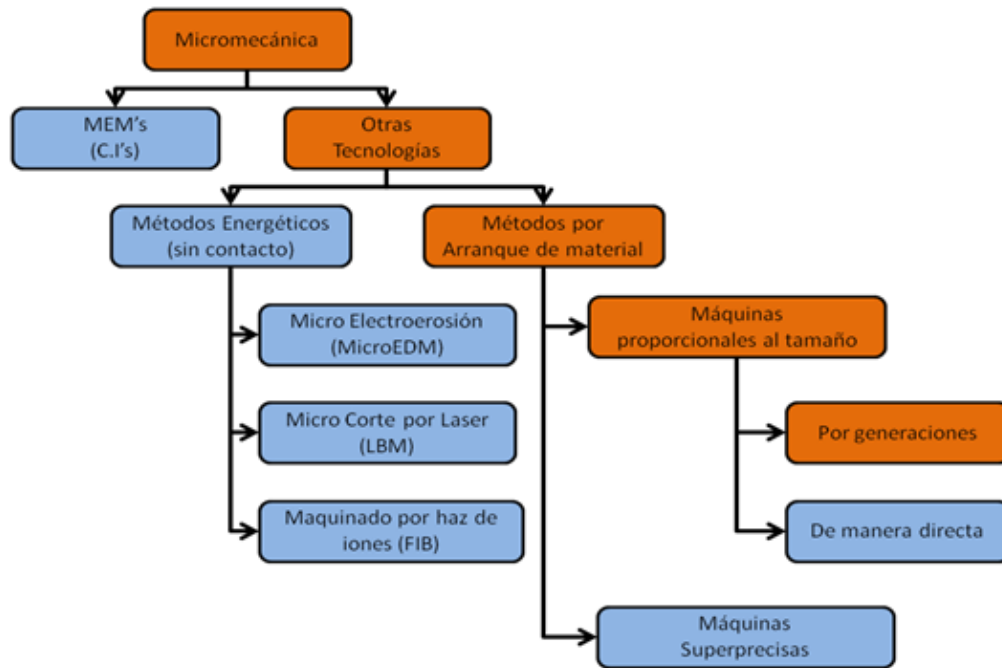 Micromecánica
MEM's
(C.I's)
Otras
Tecnologías
Métodos Energéticos
(sin contacto)
Métodos por
Arranque de material
Micro Electroerosión
(MicroEDM)
Máquinas
proporcionales al tamaño
Micro Corte por Laser
(LBM)
Por generaciones
Maquinado por haz de
iones (FIB)
De manera directa
Máquinas
Superprecisas